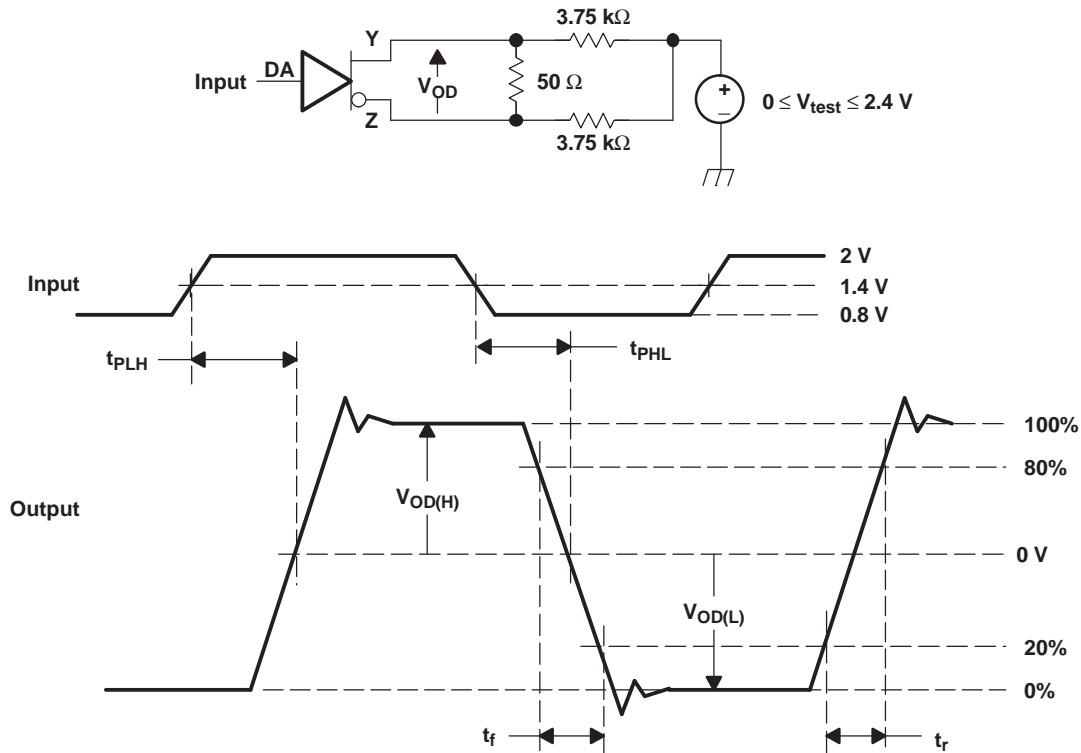 3.75 kΩ
Y
Input
DA
V_OD
50 Ω
+
0 ≤ V_test ≤ 2.4 V
–
Z
3.75 kΩ
2 V
Input
1.4 V
0.8 V
t_PLH
t_PHL
100%
80%
V_OD(H)
Output
0 V
V_OD(L)
20%
0%
t_f
t_r